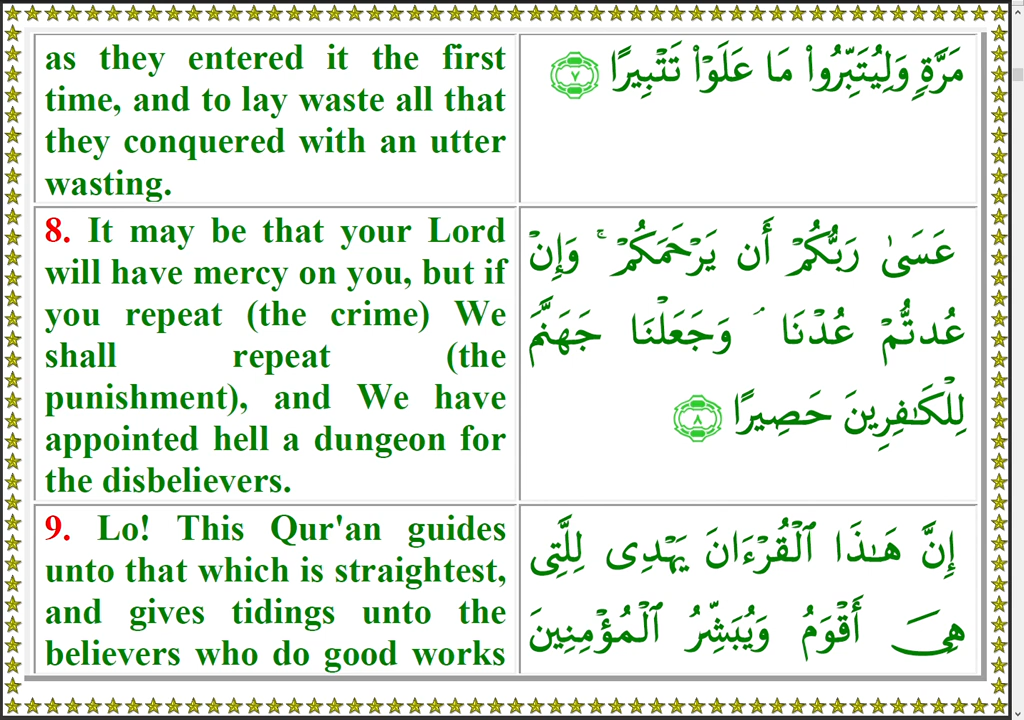 as they entered it the first
time, and to lay waste all that
they conquered with an utter
wasting.
مَرَّةٍ وَلِيُتَبِّرُوا۟ مَا عَلَوْا۟ تَتْبِيرًا ٧
8. It may be that your Lord
will have mercy on you, but if
you repeat (the crime) We
shall repeat (the
punishment), and We have
appointed hell a dungeon for
the disbelievers.
عَسَىٰ رَبُّكُمْ أَن يَرْحَمَكُمْ ۚ وَإِنْ
عُدتُّمْ عُدْنَا ۘ وَجَعَلْنَا جَهَنَّمَ
لِلْكَـٰفِرِينَ حَصِيرًا ٨
9. Lo! This Qur'an guides
unto that which is straightest,
and gives tidings unto the
believers who do good works
إِنَّ هَـٰذَا ٱلْقُرْءَانَ يَهْدِى لِلَّتِى
هِىَ أَقْوَمُ وَيُبَشِّرُ ٱلْمُؤْمِنِينَ